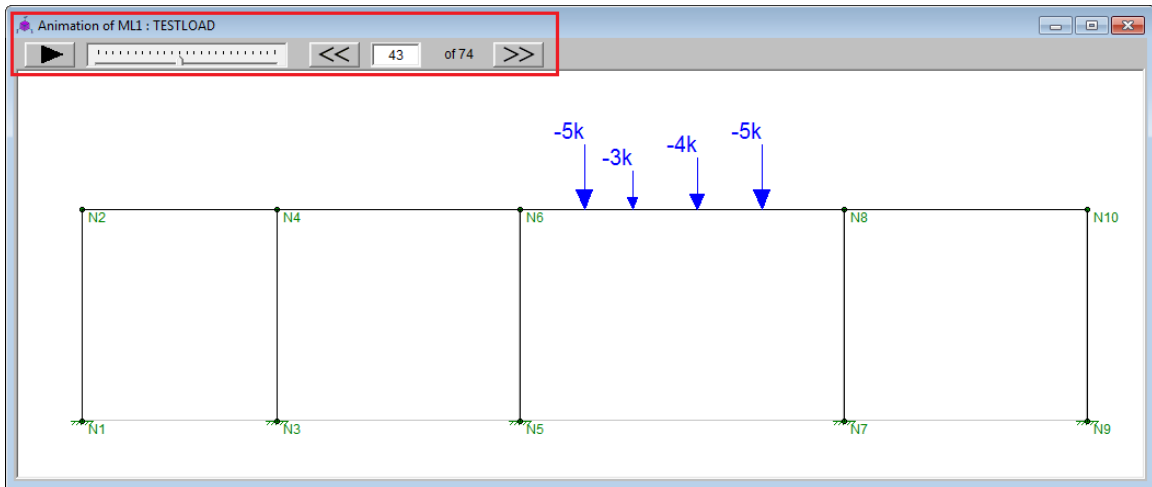 Animation of ML1 : TESTLOAD
<< 43 of 74 >>
-5k -3k -4k -5k
N2 N4 N6 N8 N10
N1 N3 N5 N7 N9